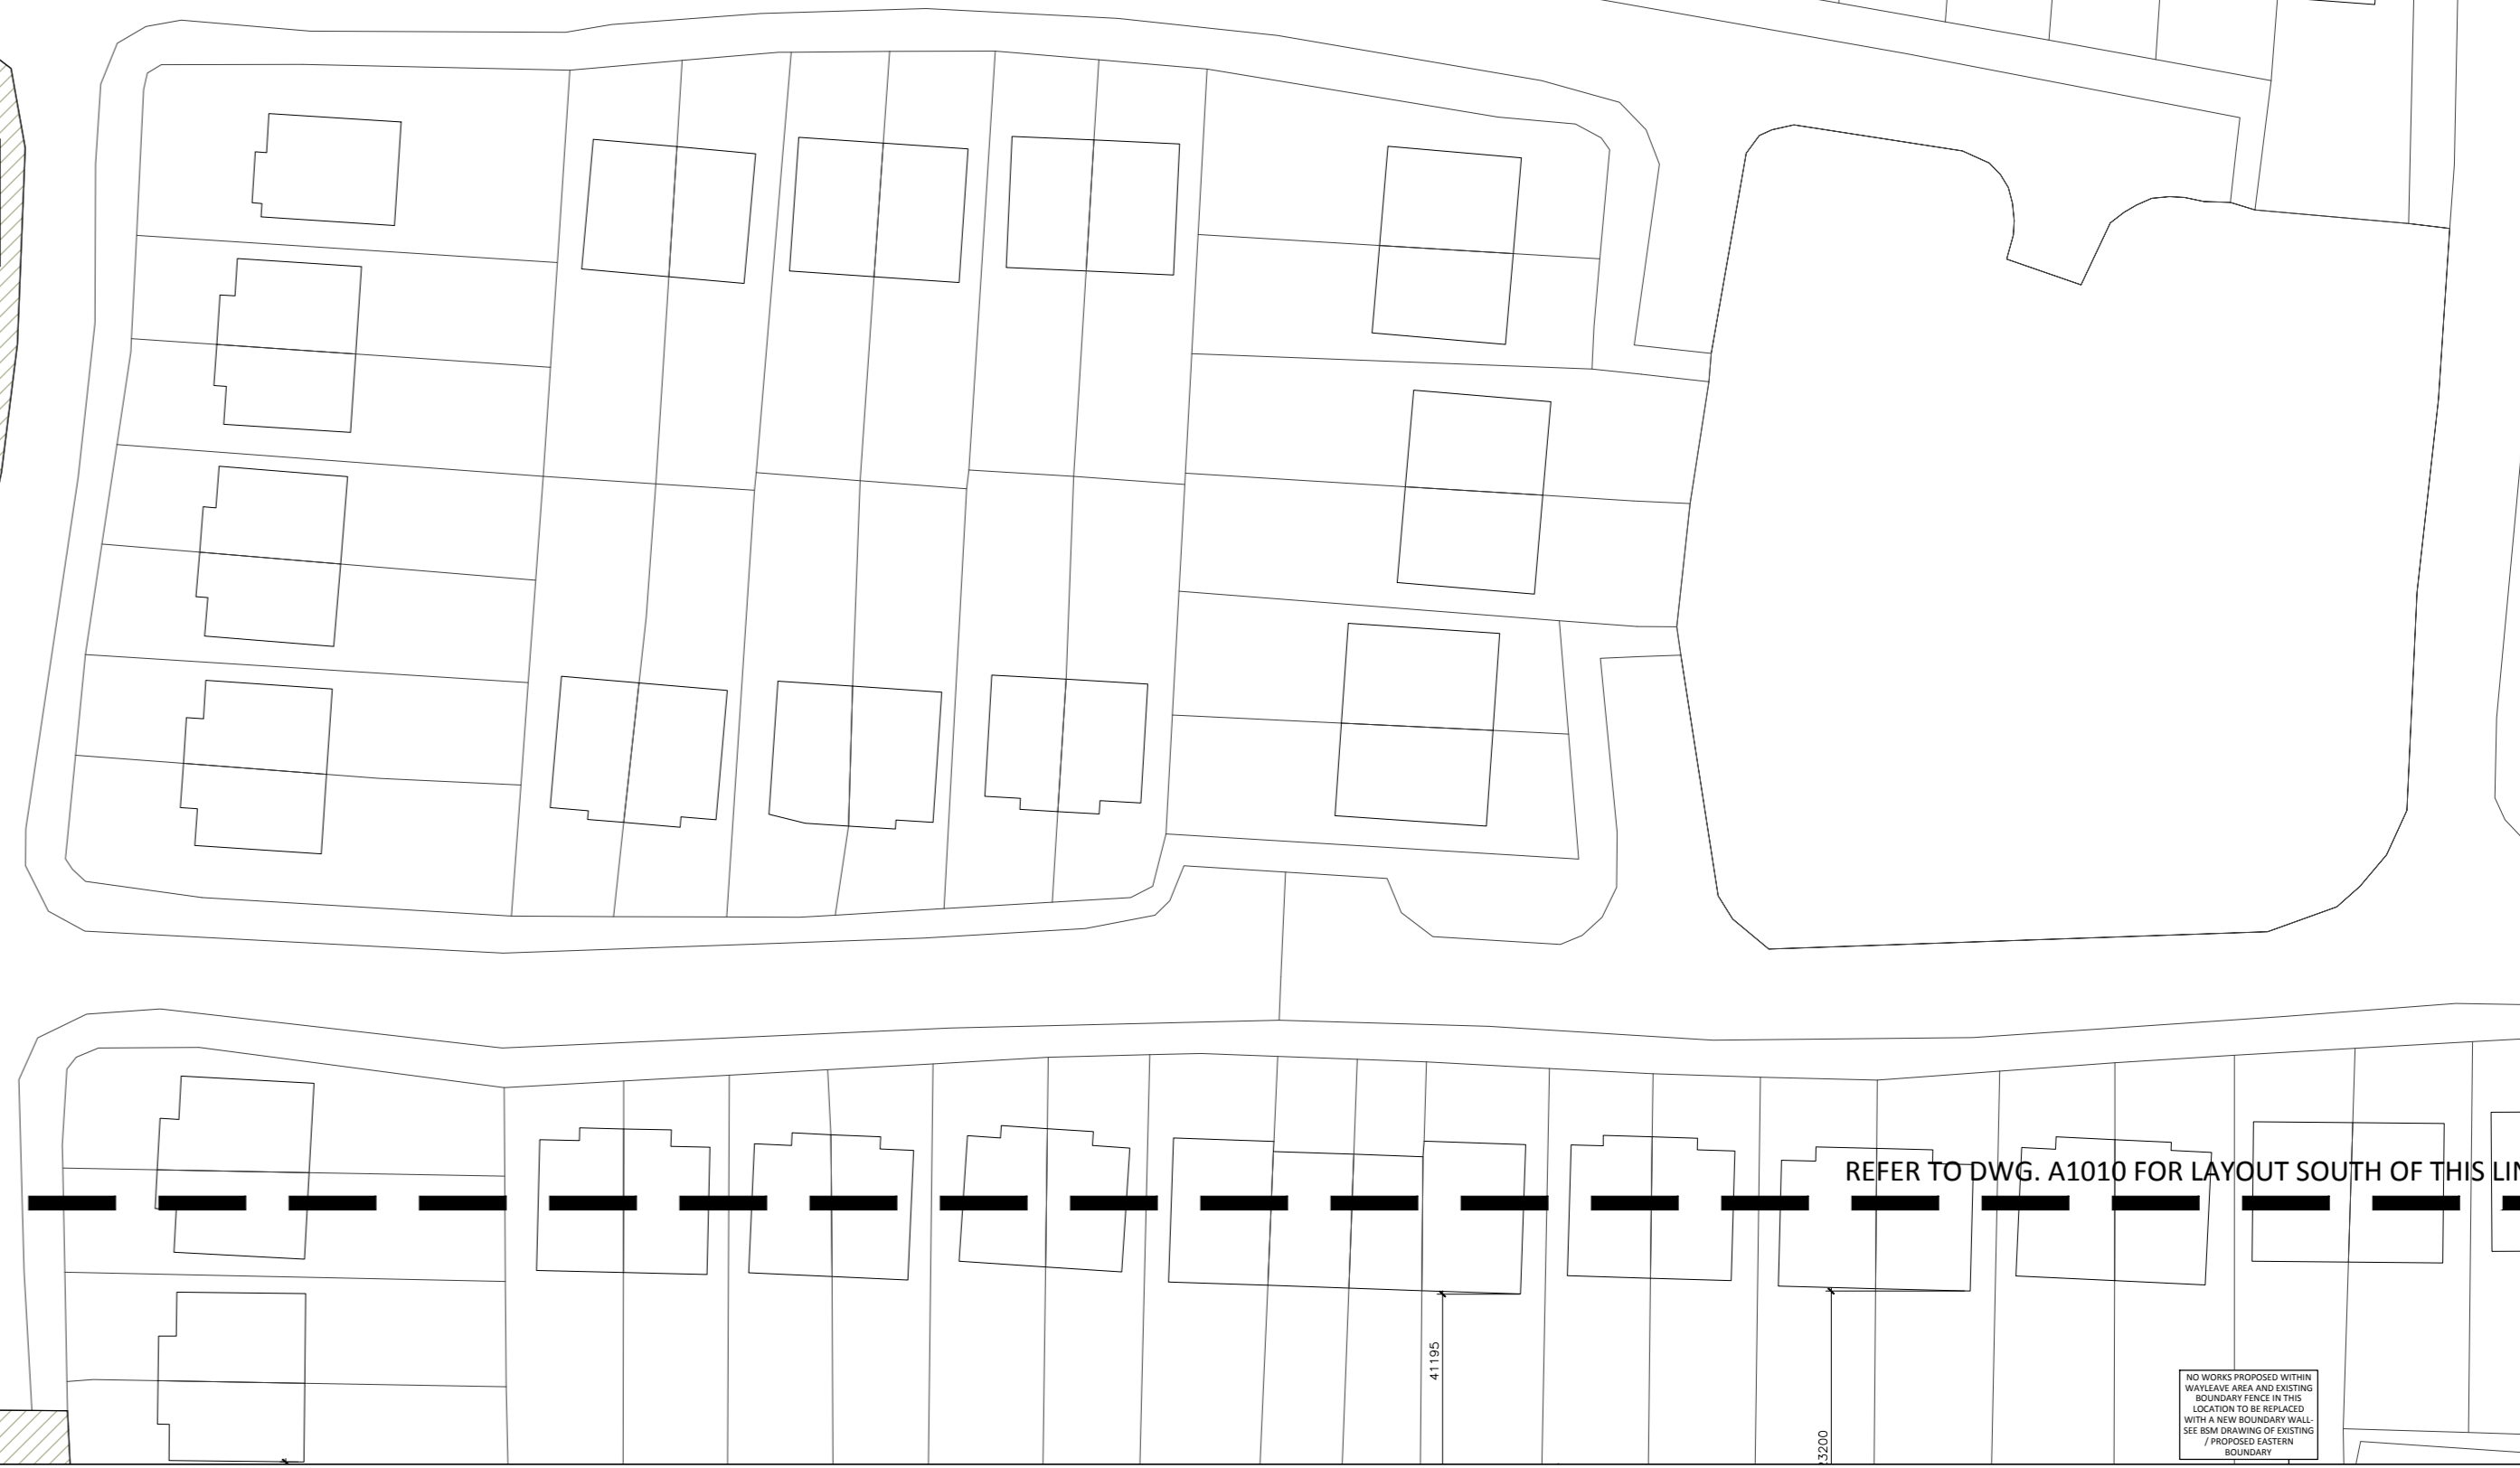 REFER TO DWG. A1010 FOR LAYOUT SOUTH OF THIS
41195
23200
NO WORKS PROPOSED WITHIN
WAYLEAVE AREA AND EXISTING
BOUNDARY FENCE IN THIS
LOCATION TO BE REPLACED
WITH A NEW BOUNDARY WALL-
SEE BSM DRAWING OF EXISTING
/ PROPOSED EASTERN
BOUNDARY